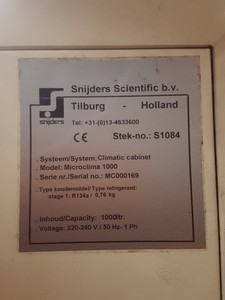 Snijders Scientific b.v.
Tilburg - Holland
Tel: +31-(0)13-4633600
snijders
CE Stek-no.: S1084
. Systeem/System: Climatic cabinet
. Model: Microclima 1000
. Serie nr./Serial no.: MC000169
. Type koudemiddel/Type refrigerant:
stage 1: R134a / 0,76 kg
. Inhoud/Capacity: 1000ltr.
. Voltage: 220-240 V / 50 Hz- 1 Ph